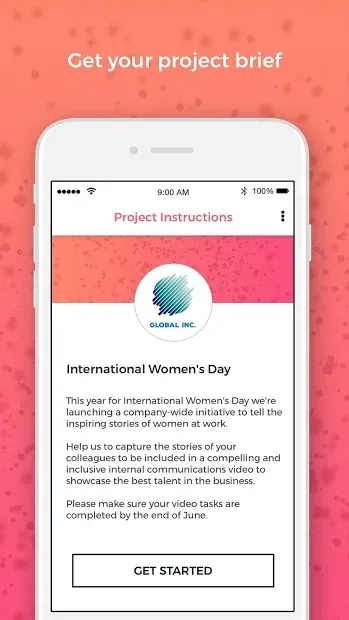 Get your project brief
9:00 AM
100%
Project Instructions
GLOBAL INC.
International Women's Day
This year for International Women's Day we're
launching a company-wide initiative to tell the
inspiring stories of women at work.
Help us to capture the stories of your
colleagues to be included in a compelling and
inclusive internal communications video to
showcase the best talent in the business.
Please make sure your video tasks are
completed by the end of June.
GET STARTED